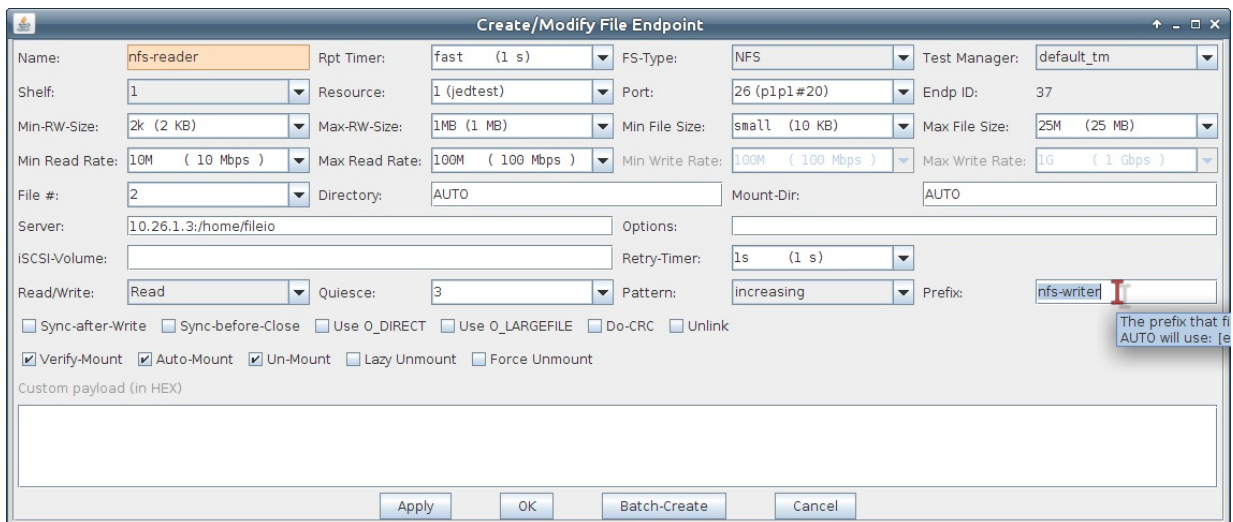 Create/Modify File Endpoint
Name: nfs-reader Rpt Timer: fast (1 s) FS-Type: NFS Test Manager: default_tm
Shelf: 1 Resource: 1 (jedtest) Port: 26 (p1p1#20) Endp ID: 37
Min-RW-Size: 2k (2 KB) Max-RW-Size: 1MB (1 MB) Min File Size: small (10 KB) Max File Size: 25M (25 MB)
Min Read Rate: 10M ( 10 Mbps ) Max Read Rate: 100M ( 100 Mbps ) Min Write Rate: 100M ( 100 Mbps ) Max Write Rate: 1G ( 1 Gbps )
File #: 2 Directory: AUTO Mount-Dir: AUTO
Server: 10.26.1.3:/home/fileio Options:
iSCSI-Volume: Retry-Timer: 1s (1 s)
Read/Write: Read Quiesce: 3 Pattern: increasing Prefix: nfs-writer
Sync-after-Write Sync-before-Close Use O_DIRECT Use O_LARGEFILE Do-CRC Unlink
The prefix that fi
AUTO will use: [e
Verify-Mount Auto-Mount Un-Mount Lazy Unmount Force Unmount
Custom payload (in HEX)
Apply OK Batch-Create Cancel